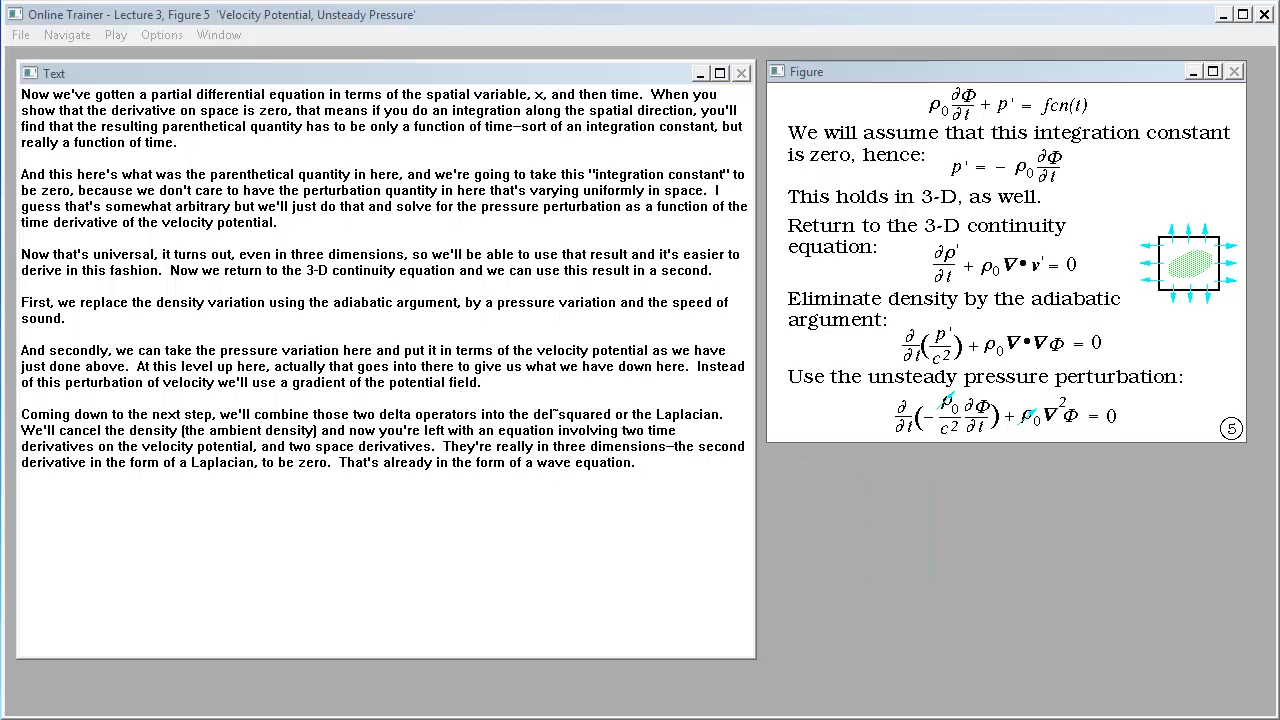 Online Trainer - Lecture 3, Figure 5 'Velocity Potential, Unsteady Pressure'
File Navigate Play Options Window
Text
Now we've gotten a partial differential equation in terms of the spatial variable, x, and then time. When you
show that the derivative on space is zero, that means if you do an integration along the spatial direction, you'll
find that the resulting parenthetical quantity has to be only a function of time—sort of an integration constant, but
really a function of time.
And this here's what was the parenthetical quantity in here, and we're going to take this "integration constant" to
be zero, because we don't care to have the perturbation quantity in here that's varying uniformly in space. I
guess that's somewhat arbitrary but we'll just do that and solve for the pressure perturbation as a function of the
time derivative of the velocity potential.
Now that's universal, it turns out, even in three dimensions, so we'll be able to use that result and it's easier to
derive in this fashion. Now we return to the 3-D continuity equation and we can use this result in a second.
First, we replace the density variation using the adiabatic argument, by a pressure variation and the speed of
sound.
And secondly, we can take the pressure variation here and put it in terms of the velocity potential as we have
just done above. At this level up here, actually that goes into there to give us what we have down here. Instead
of this perturbation of velocity we'll use a gradient of the potential field.
Coming down to the next step, we'll combine those two delta operators into the del~squared or the Laplacian.
We'll cancel the density (the ambient density) and now you're left with an equation involving two time
derivatives on the velocity potential, and two space derivatives. They're really in three dimensions—the second
derivative in the form of a Laplacian, to be zero. That's already in the form of a wave equation.
Figure
ρ₀ ∂Φ/∂t + p' = fcn(t)
We will assume that this integration constant
is zero, hence: p' = - ρ₀ ∂Φ/∂t
This holds in 3-D, as well.
Return to the 3-D continuity
equation:
∂ρ'/∂t + ρ₀ ∇• v' = 0
Eliminate density by the adiabatic
argument:
∂/∂t(p'/c2) + ρ₀ ∇•∇Φ = 0
Use the unsteady pressure perturbation:
∂/∂t(- ρ₀/c2 ∂Φ/∂t) + ρ₀ ∇²Φ = 0
5